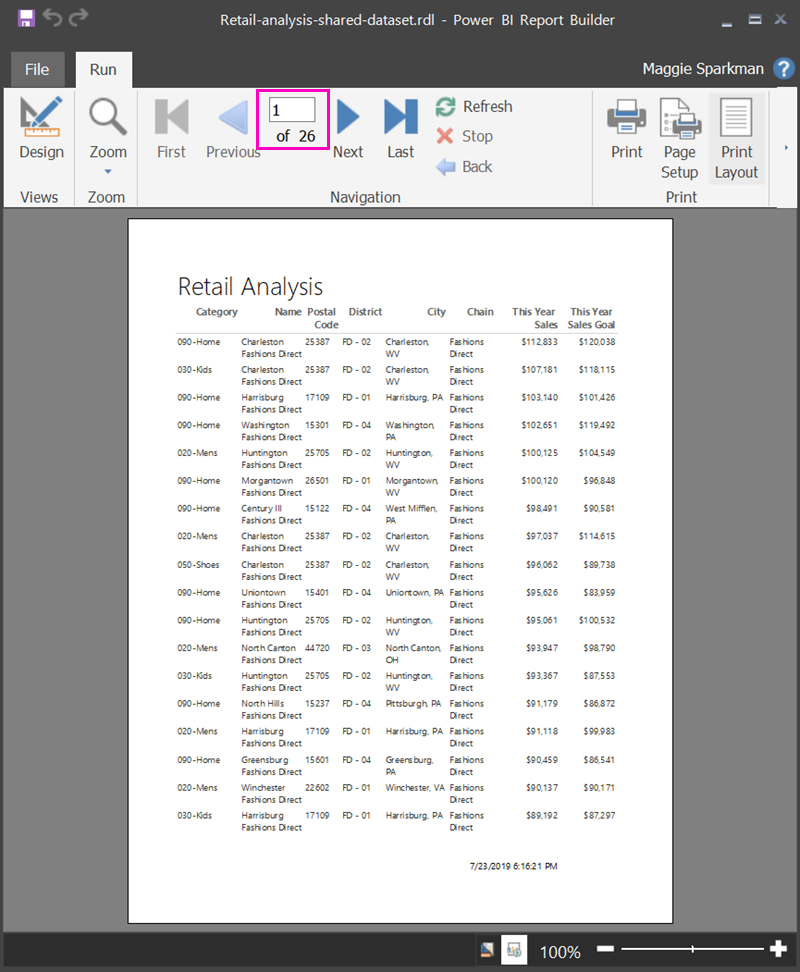 Retail-analysis-shared-dataset.rdl - Power BI Report Builder
File Run Maggie Sparkman ?
1
of 26
Design Zoom First Previous Next Last
Refresh
Stop
Back
Print Page Setup Print Layout
Views Zoom Navigation Print
Retail Analysis
Category Name Postal District City Chain This Year This Year
Code Sales Sales Goal
090-Home Charleston 25387 FD - 02 Charleston, Fashions $112,833 $120,038
Fashions Direct WV Direct
030-Kids Charleston 25387 FD - 02 Charleston, Fashions $107,181 $118,115
Fashions Direct WV Direct
090-Home Harrisburg 17109 FD - 01 Harrisburg, PA Fashions $103,140 $101,426
Fashions Direct Direct
090-Home Washington 15301 FD - 04 Washington, Fashions $102,651 $119,492
Fashions Direct PA Direct
020-Mens Huntington 25705 FD - 02 Huntington, Fashions $100,125 $104,549
Fashions Direct WV Direct
090-Home Morgantown 26501 FD - 01 Morgantown, Fashions $100,120 $96,848
Fashions Direct WV Direct
090-Home Century III 15122 FD - 04 West Mifflen, Fashions $98,491 $90,581
Fashions Direct PA Direct
020-Mens Charleston 25387 FD - 02 Charleston, Fashions $97,037 $114,615
Fashions Direct WV Direct
050-Shoes Charleston 25387 FD - 02 Charleston, Fashions $96,062 $89,738
Fashions Direct WV Direct
090-Home Uniontown 15401 FD - 04 Uniontown, PA Fashions $95,626 $83,959
Fashions Direct Direct
090-Home Huntington 25705 FD - 02 Huntington, Fashions $95,061 $100,532
Fashions Direct WV Direct
020-Mens North Canton 44720 FD - 03 North Canton, Fashions $93,947 $98,790
Fashions Direct OH Direct
030-Kids Huntington 25705 FD - 02 Huntington, Fashions $93,367 $87,553
Fashions Direct WV Direct
090-Home North Hills 15237 FD - 04 Pittsburgh, PA Fashions $91,179 $86,872
Fashions Direct Direct
020-Mens Harrisburg 17109 FD - 01 Harrisburg, PA Fashions $91,118 $99,983
Fashions Direct Direct
090-Home Greensburg 15601 FD - 04 Greensburg, Fashions $90,459 $86,541
Fashions Direct PA Direct
020-Mens Winchester 22602 FD - 01 Winchester, VA Fashions $90,137 $90,171
Fashions Direct Direct
030-Kids Harrisburg 17109 FD - 01 Harrisburg, PA Fashions $89,192 $87,297
Fashions Direct Direct
7/23/2019 6:16:21 PM
100%